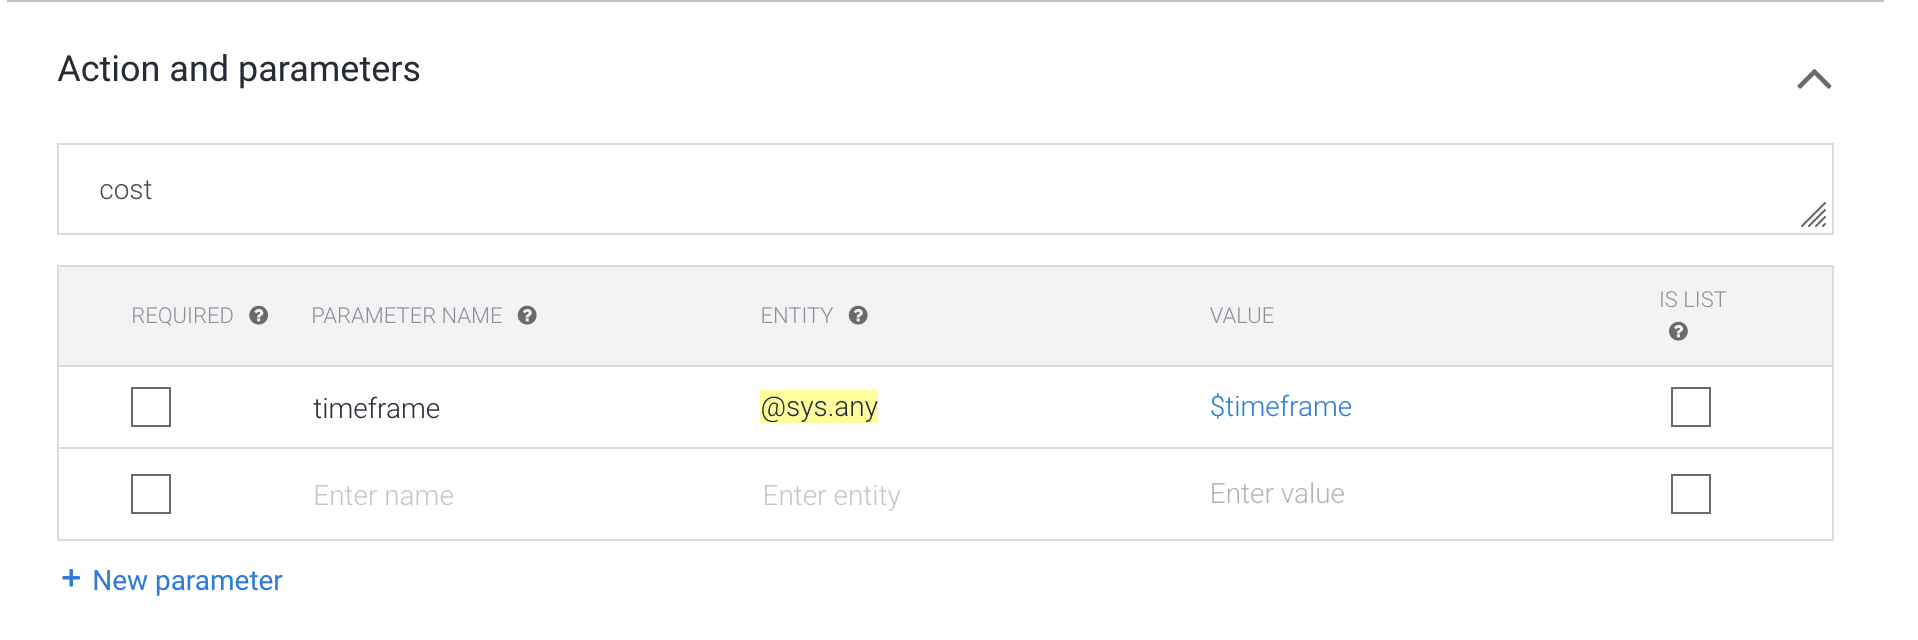 Action and parameters
cost
REQUIRED ? PARAMETER NAME ? ENTITY ? VALUE IS LIST ?
timeframe @sys.any $timeframe
Enter name Enter entity Enter value
+ New parameter